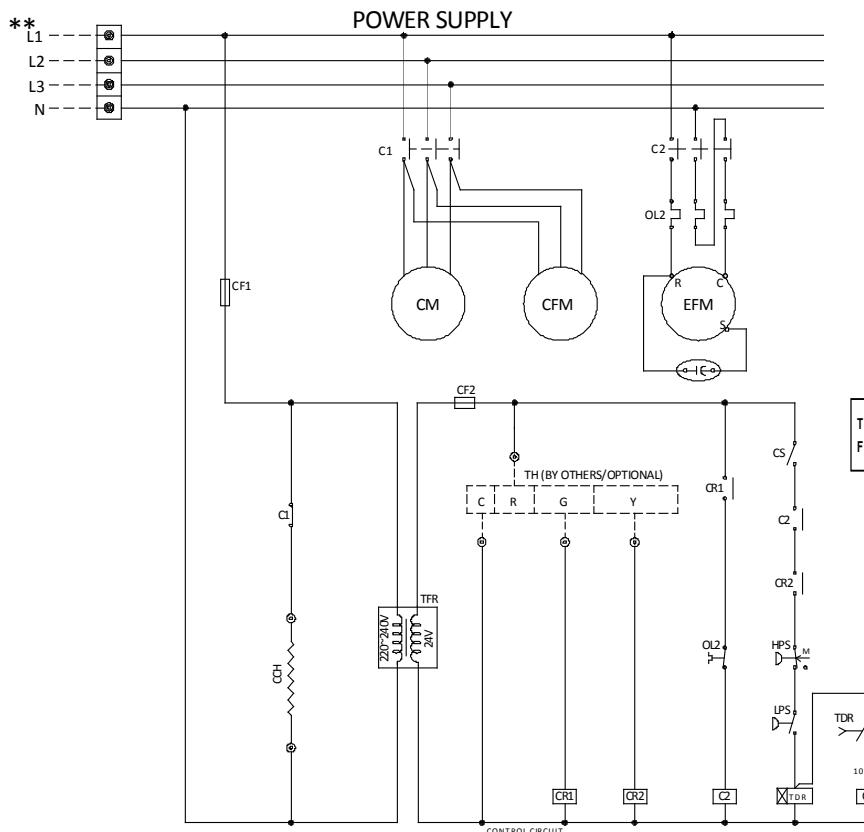 POWER SUPPLY
**
L1
L2
L3
N
C1
C2
OL2
CF1
CM
CFM
EFM
R
C
S
CF2
T
F
CS
TH (BY OTHERS/OPTIONAL)
C R G Y
CR1
C1
C2
CR2
TFR
220~240V
24V
CCH
OL2
HPS
M
LPS
TDR
10
CR1
CR2
C2
TDR
CONTROL CIRCUIT